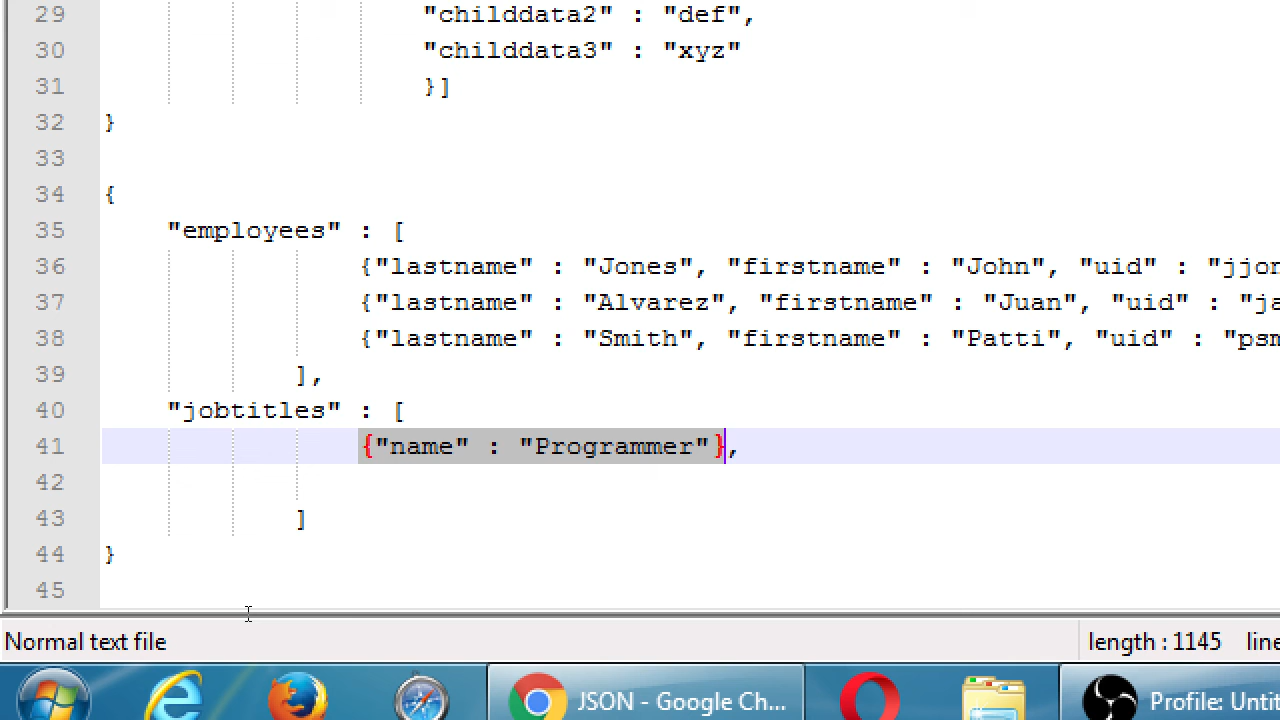 29 "childdata2" : "def",
30 "childdata3" : "xyz"
31 }]
32 }
33
34 {
35 "employees" : [
36 {"lastname" : "Jones", "firstname" : "John", "uid" : "jjon
37 {"lastname" : "Alvarez", "firstname" : "Juan", "uid" : "ja
38 {"lastname" : "Smith", "firstname" : "Patti", "uid" : "psm
39 ],
40 "jobtitles" : [
41 {"name" : "Programmer"},
42
43 ]
44 }
45
Normal text file length : 1145 line
JSON - Google Ch... Profile: Untit